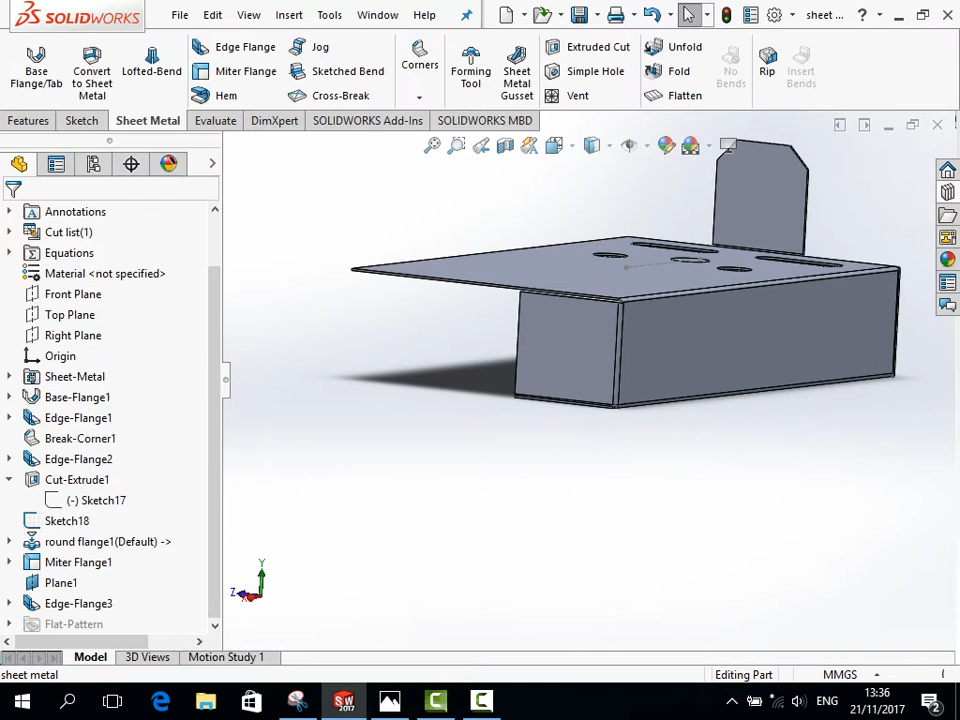 SOLIDWORKS File Edit View Insert Tools Window Help sheet ... ?
Base Flange/Tab
Convert to Sheet Metal
Lofted-Bend
Edge Flange
Miter Flange
Hem
Jog
Sketched Bend
Cross-Break
Corners
Forming Tool
Sheet Metal Gusset
Extruded Cut
Simple Hole
Vent
Unfold
Fold
Flatten
No Bends
Rip
Insert Bends
Features Sketch Sheet Metal Evaluate DimXpert SOLIDWORKS Add-Ins SOLIDWORKS MBD
Annotations
Cut list(1)
Equations
Material <not specified>
Front Plane
Top Plane
Right Plane
Origin
Sheet-Metal
Base-Flange1
Edge-Flange1
Break-Corner1
Edge-Flange2
Cut-Extrude1
(-) Sketch17
Sketch18
round flange1(Default) ->
Miter Flange1
Plane1
Edge-Flange3
Flat-Pattern
Y
Z
Model 3D Views Motion Study 1
sheet metal Editing Part MMGS
ENG 13:36
21/11/2017
2